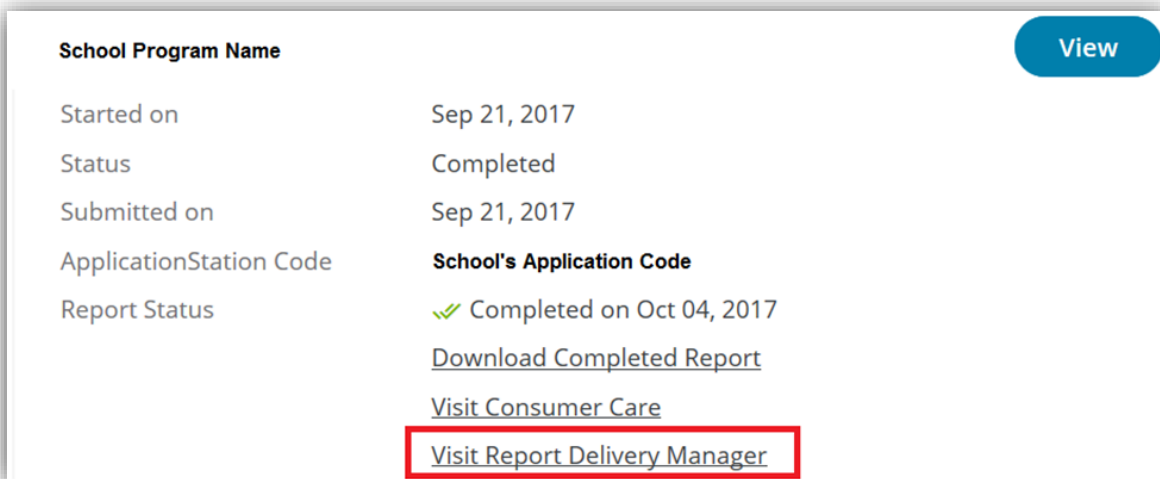 School Program Name
View
Started on Sep 21, 2017
Status Completed
Submitted on Sep 21, 2017
ApplicationStation Code School's Application Code
Report Status Completed on Oct 04, 2017
Download Completed Report
Visit Consumer Care
Visit Report Delivery Manager